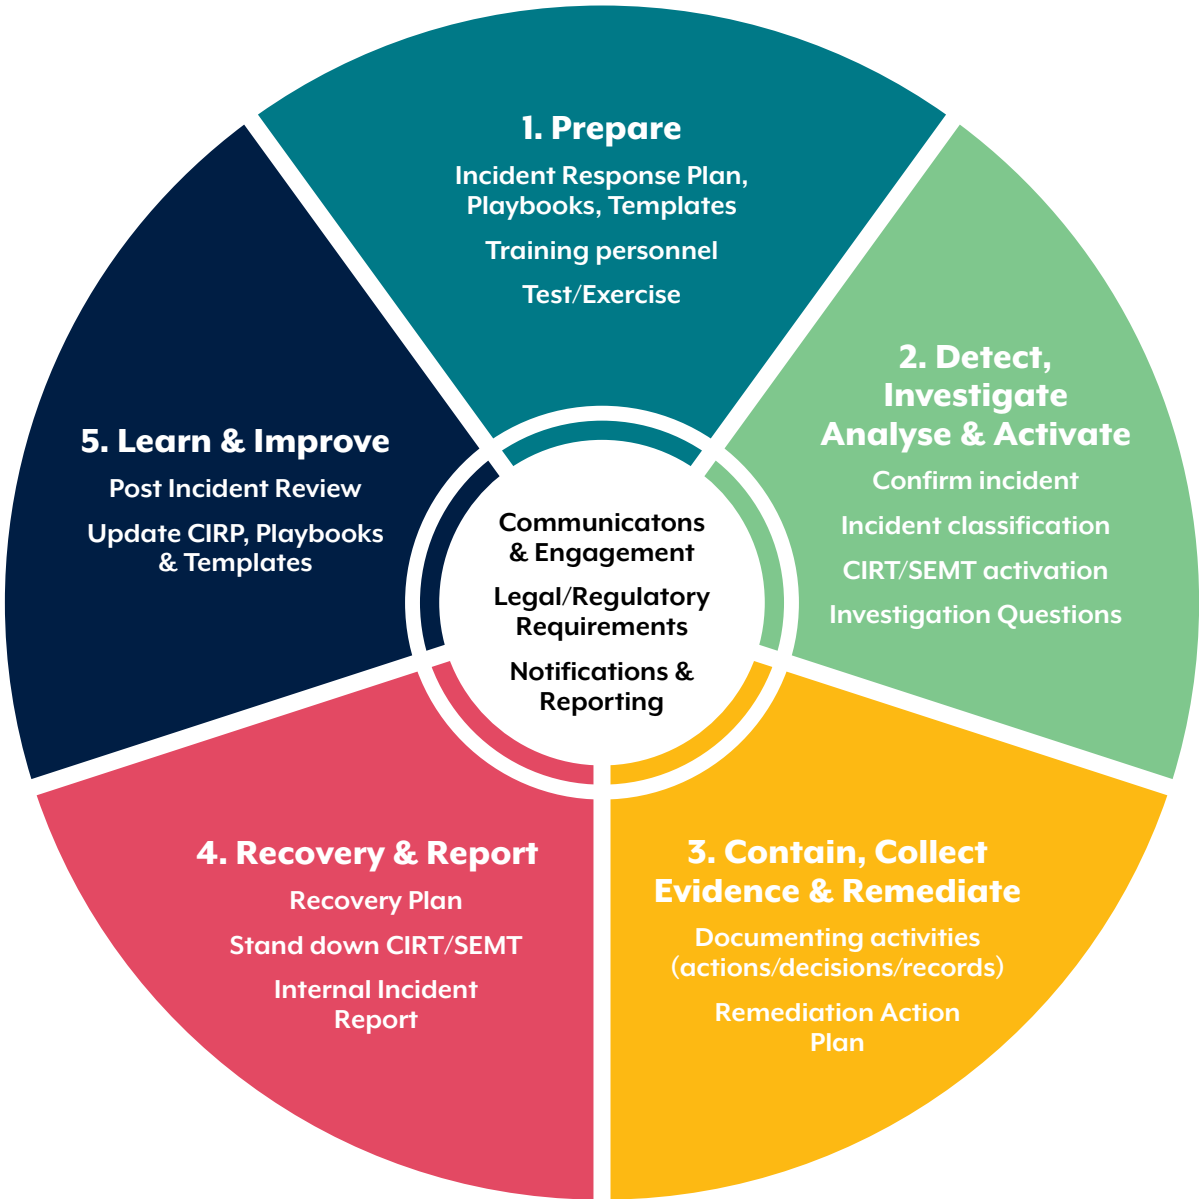 1. Prepare
Incident Response Plan,
Playbooks, Templates
Training personnel
Test/Exercise
2. Detect,
Investigate
Analyse & Activate
Confirm incident
Incident classification
CIRT/SEMT activation
Investigation Questions
3. Contain, Collect
Evidence & Remediate
Documenting activities
(actions/decisions/records)
Remediation Action
Plan
4. Recovery & Report
Recovery Plan
Stand down CIRT/SEMT
Internal Incident
Report
5. Learn & Improve
Post Incident Review
Update CIRP, Playbooks
& Templates
Communicatons
& Engagement
Legal/Regulatory
Requirements
Notifications &
Reporting